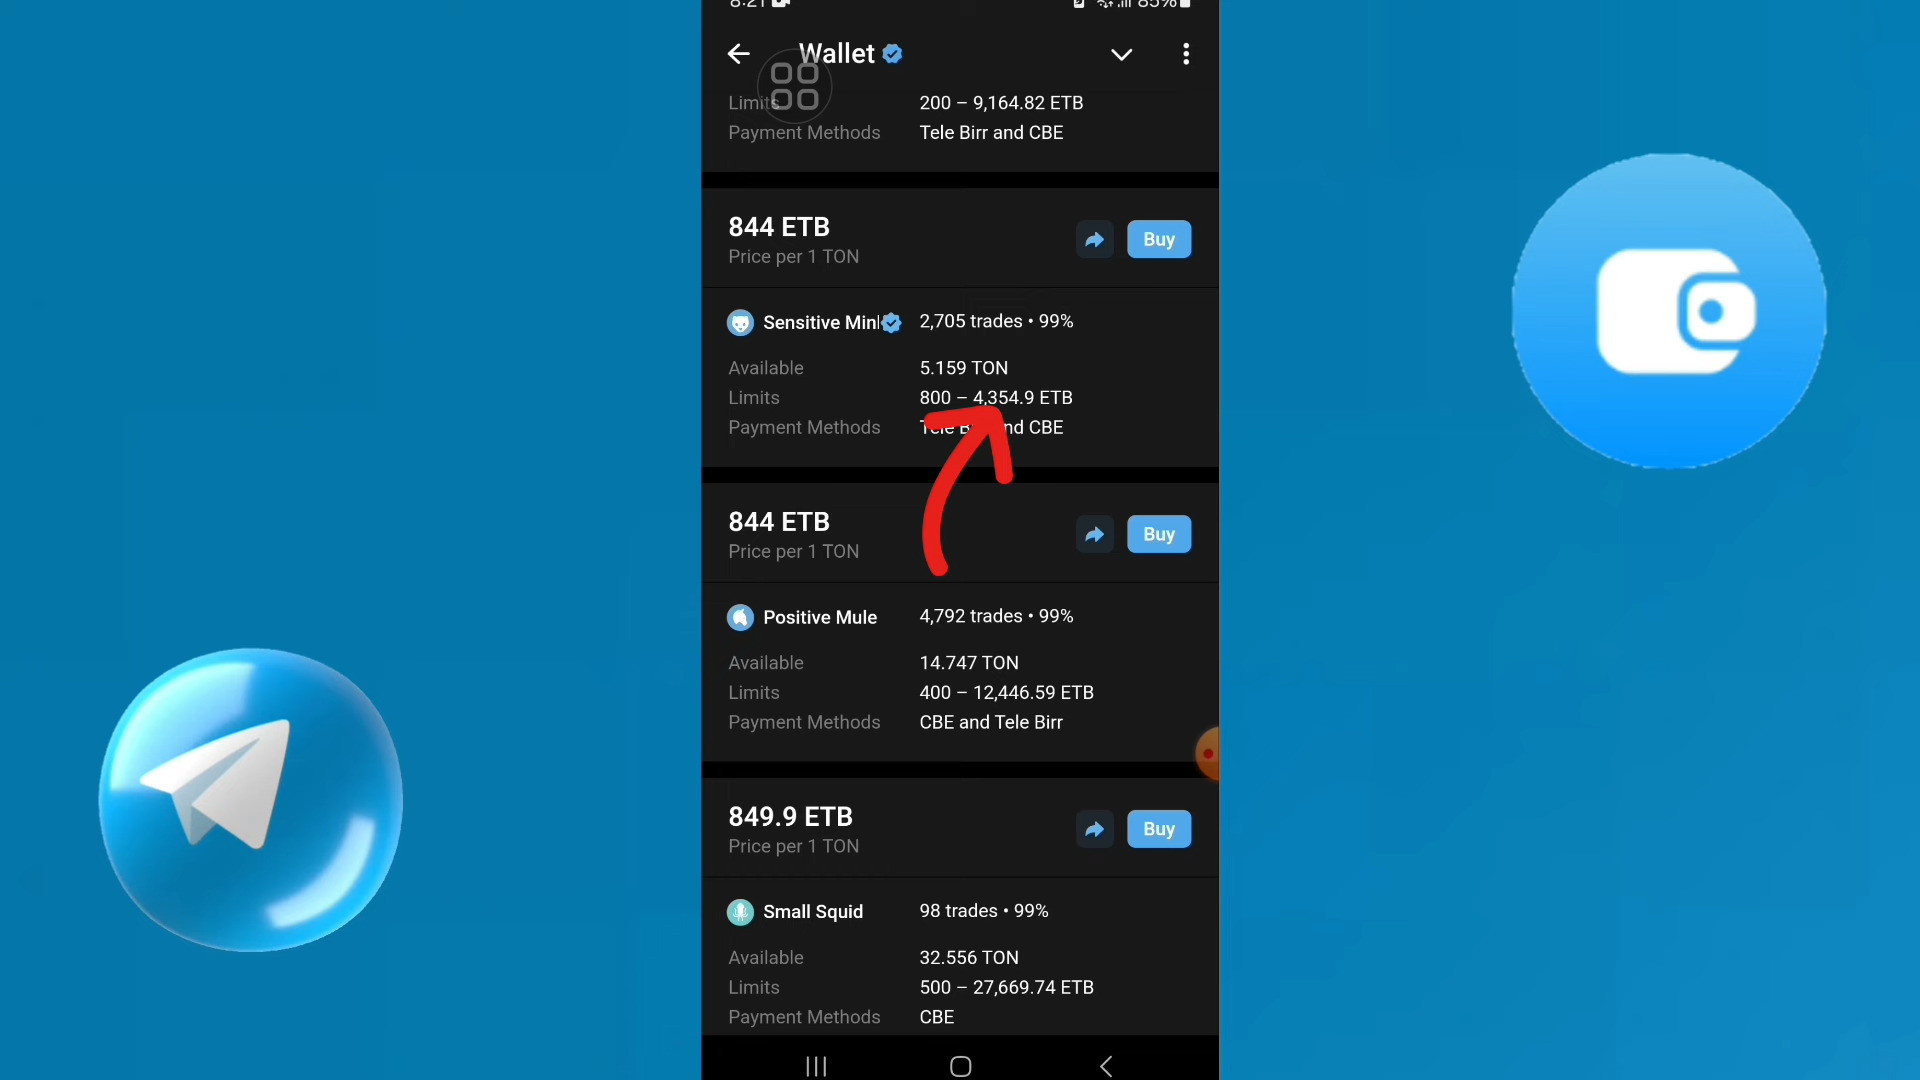 8:21 85%
Wallet
Limits 200 – 9,164.82 ETB
Payment Methods Tele Birr and CBE
844 ETB
Price per 1 TON
Buy
Sensitive Min 2,705 trades • 99%
Available 5.159 TON
Limits 800 – 4,354.9 ETB
Payment Methods Tele B nd CBE
844 ETB
Price per 1 TON
Buy
Positive Mule 4,792 trades • 99%
Available 14.747 TON
Limits 400 – 12,446.59 ETB
Payment Methods CBE and Tele Birr
849.9 ETB
Price per 1 TON
Buy
Small Squid 98 trades • 99%
Available 32.556 TON
Limits 500 – 27,669.74 ETB
Payment Methods CBE